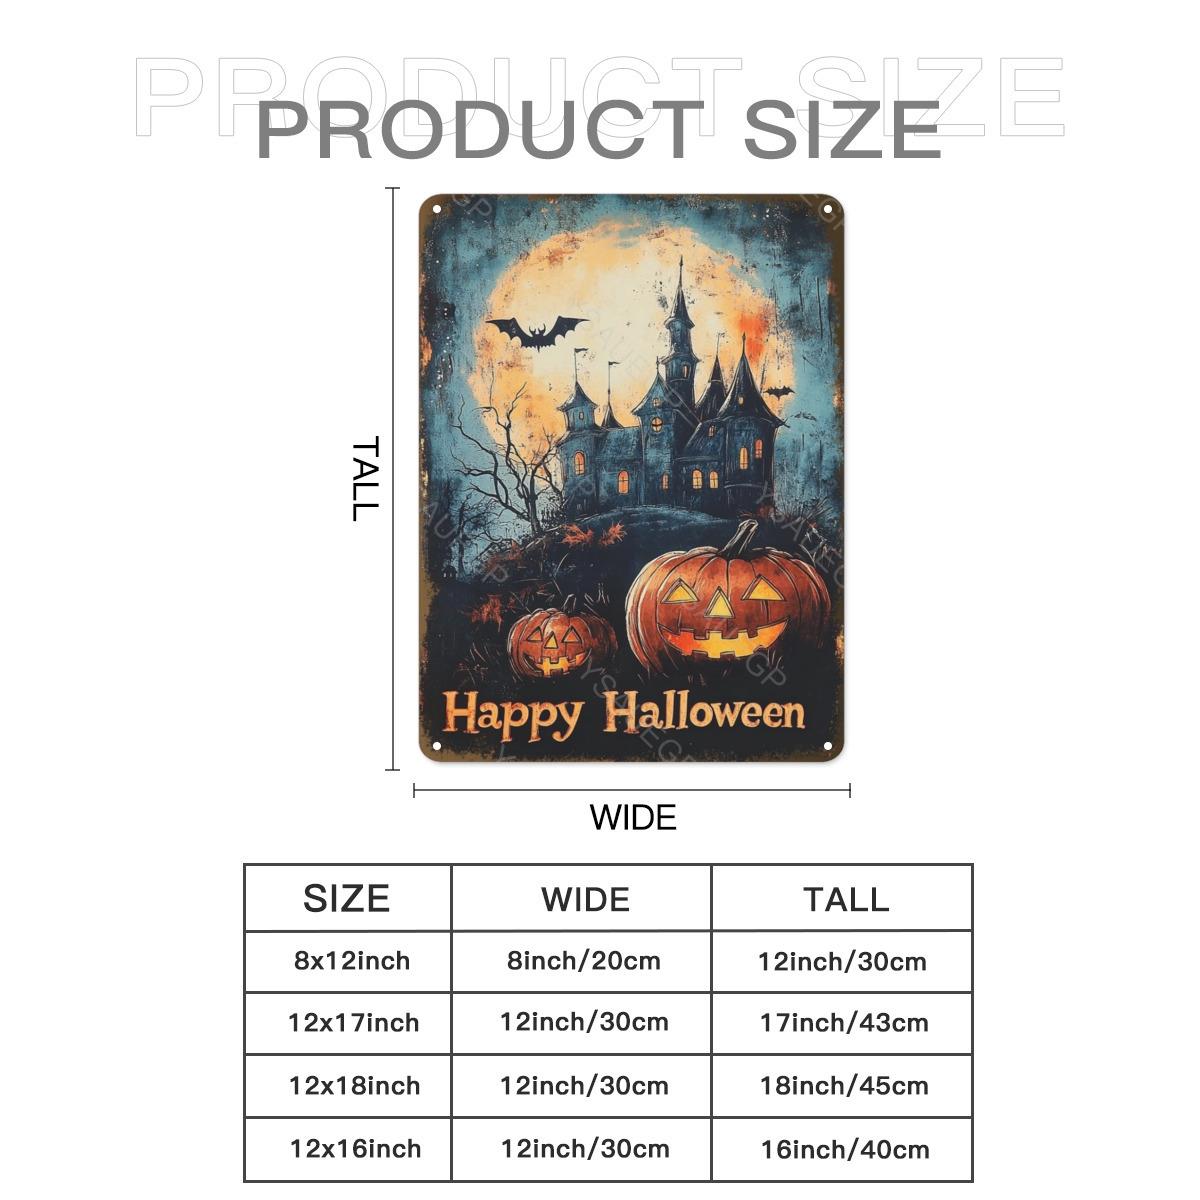 PRODUCT SIZE
PRODUCT SIZE
TALL
YSAUEGP
Happy Halloween
WIDE
SIZE WIDE TALL
8x12inch 8inch/20cm 12inch/30cm
12x17inch 12inch/30cm 17inch/43cm
12x18inch 12inch/30cm 18inch/45cm
12x16inch 12inch/30cm 16inch/40cm